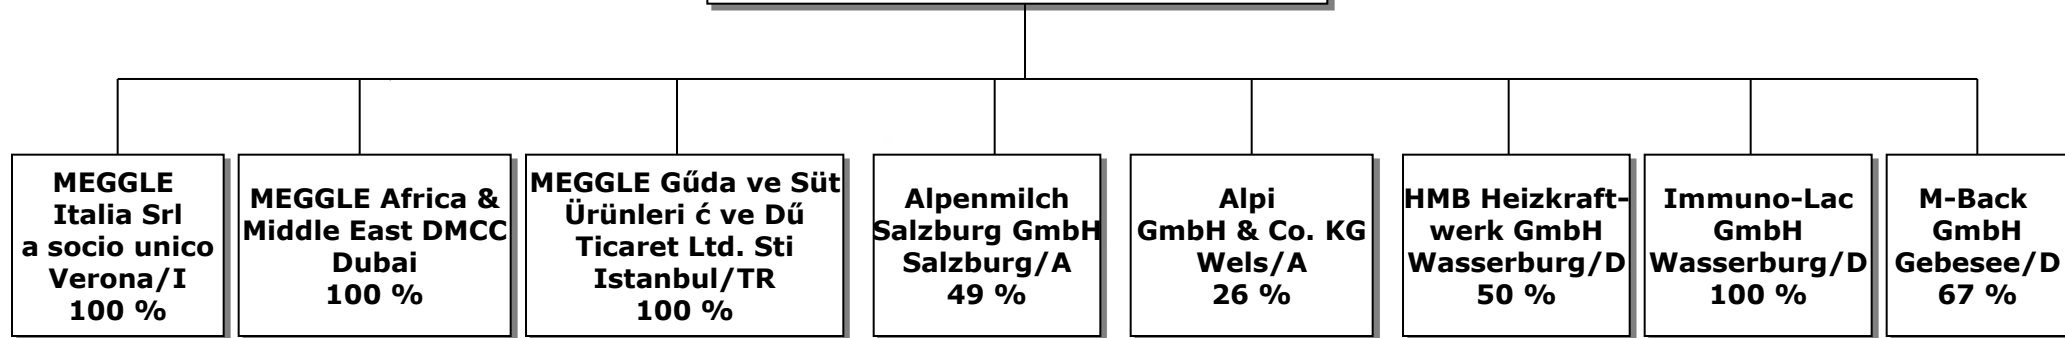 MEGGLE
Italia Srl
a socio unico
Verona/I
100 %
MEGGLE Africa &
Middle East DMCC
Dubai
100 %
MEGGLE Gűda ve Süt
Ürünleri ć ve Dű
Ticaret Ltd. Sti
Istanbul/TR
100 %
Alpenmilch
Salzburg GmbH
Salzburg/A
49 %
Alpi
GmbH & Co. KG
Wels/A
26 %
HMB Heizkraft-
werk GmbH
Wasserburg/D
50 %
Immuno-Lac
GmbH
Wasserburg/D
100 %
M-Back
GmbH
Gebesee/D
67 %